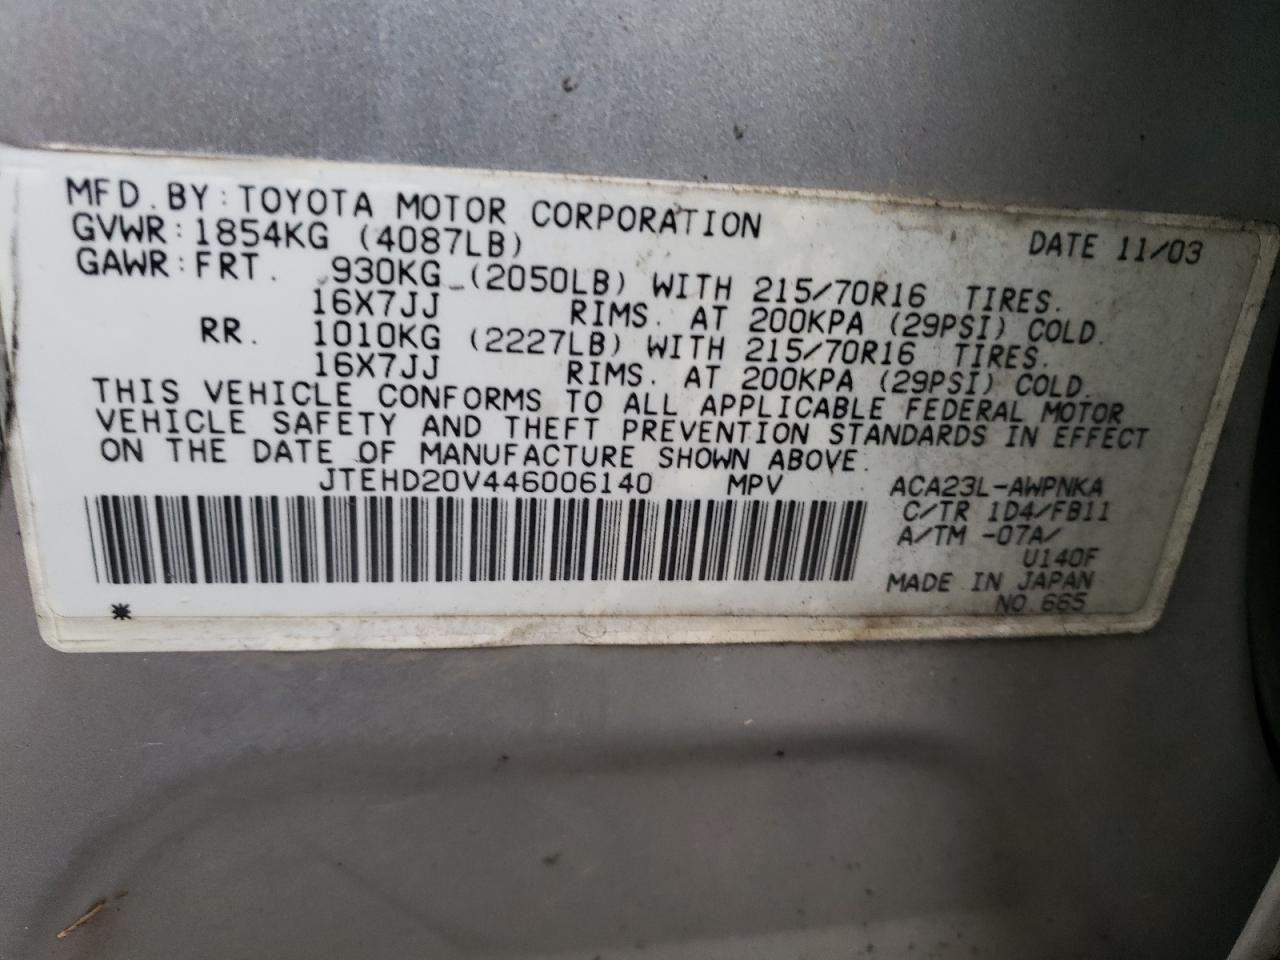 MFD. BY: TOYOTA MOTOR CORPORATION DATE 11/03
GVWR: 1854KG (4087LB)
GAWR: FRT. 930KG (2050LB) WITH 215/70R16 TIRES.
16X7JJ RIMS. AT 200KPA (29PSI) COLD.
RR. 1010KG (2227LB) WITH 215/70R16 TIRES.
16X7JJ RIMS. AT 200KPA (29PSI) COLD.
THIS VEHICLE CONFORMS TO ALL APPLICABLE FEDERAL MOTOR
VEHICLE SAFETY AND THEFT PREVENTION STANDARDS IN EFFECT
ON THE DATE OF MANUFACTURE SHOWN ABOVE.
JTEHD20V446006140 MPV ACA23L-AWPNKA
C/TR 1D4/FB11
A/TM -07A/
U140F
MADE IN JAPAN
NO 665